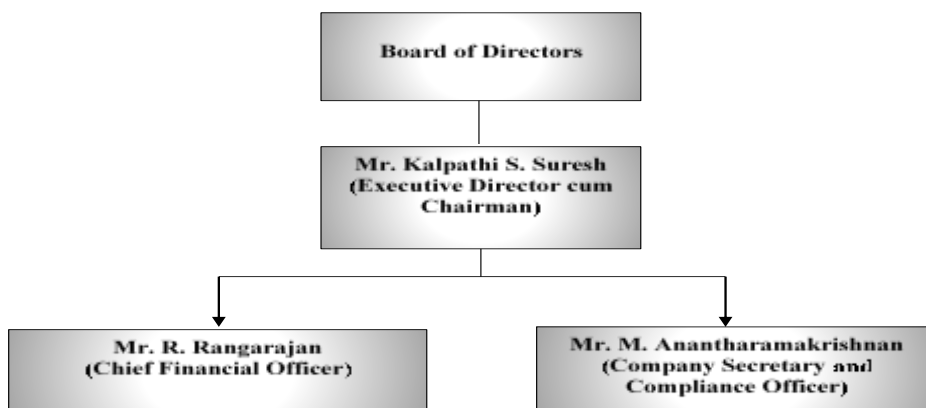 Board of Directors
Mr. Kalpathi S. Suresh
(Executive Director cum
Chairman)
Mr. R. Rangarajan
(Chief Financial Officer)
Mr. M. Anantharamakrishnan
(Company Secretary and
Compliance Officer)